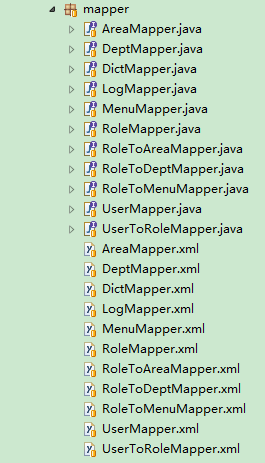 mapper
AreaMapper.java
DeptMapper.java
DictMapper.java
LogMapper.java
MenuMapper.java
RoleMapper.java
RoleToAreaMapper.java
RoleToDeptMapper.java
RoleToMenuMapper.java
UserMapper.java
UserToRoleMapper.java
AreaMapper.xml
DeptMapper.xml
DictMapper.xml
LogMapper.xml
MenuMapper.xml
RoleMapper.xml
RoleToAreaMapper.xml
RoleToDeptMapper.xml
RoleToMenuMapper.xml
UserMapper.xml
UserToRoleMapper.xml